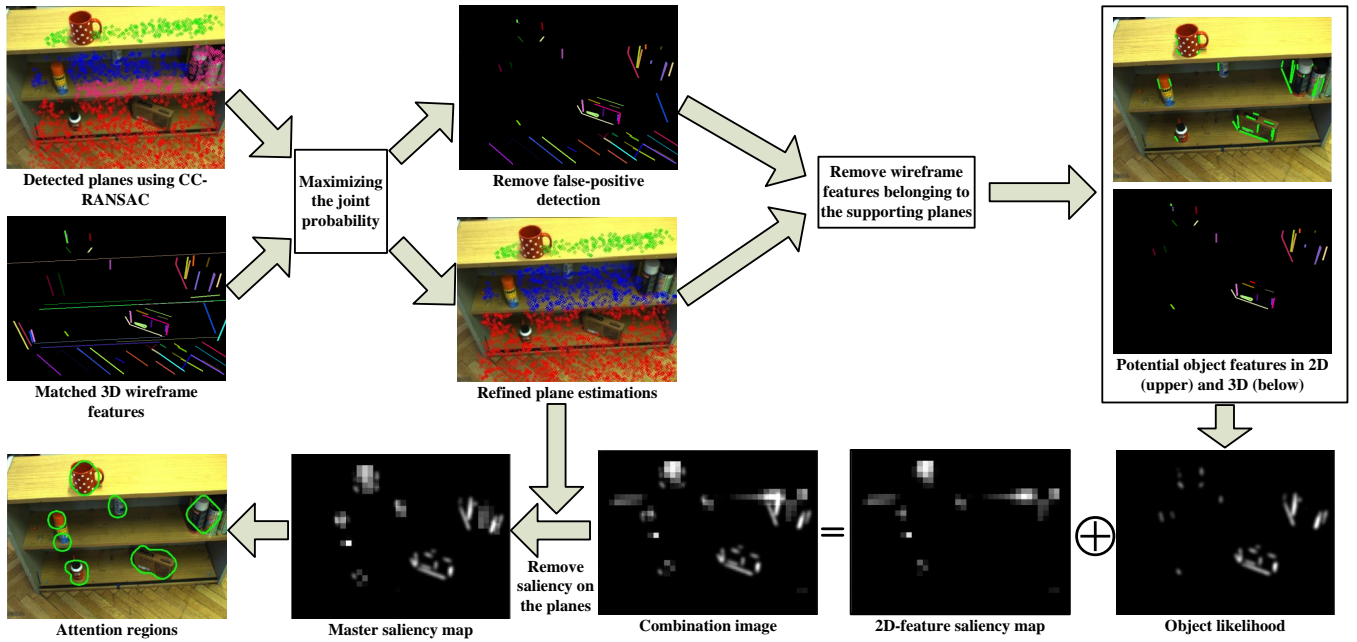 Detected planes using CC-
RANSAC
Maximizing
the joint
probability
Remove false-positive
detection
Remove wireframe
features belonging to
the supporting planes
Matched 3D wireframe
features
Refined plane estimations
Potential object features in 2D
(upper) and 3D (below)
Attention regions
Master saliency map
Remove
saliency on
the planes
Combination image
=
2D-feature saliency map
+
Object likelihood